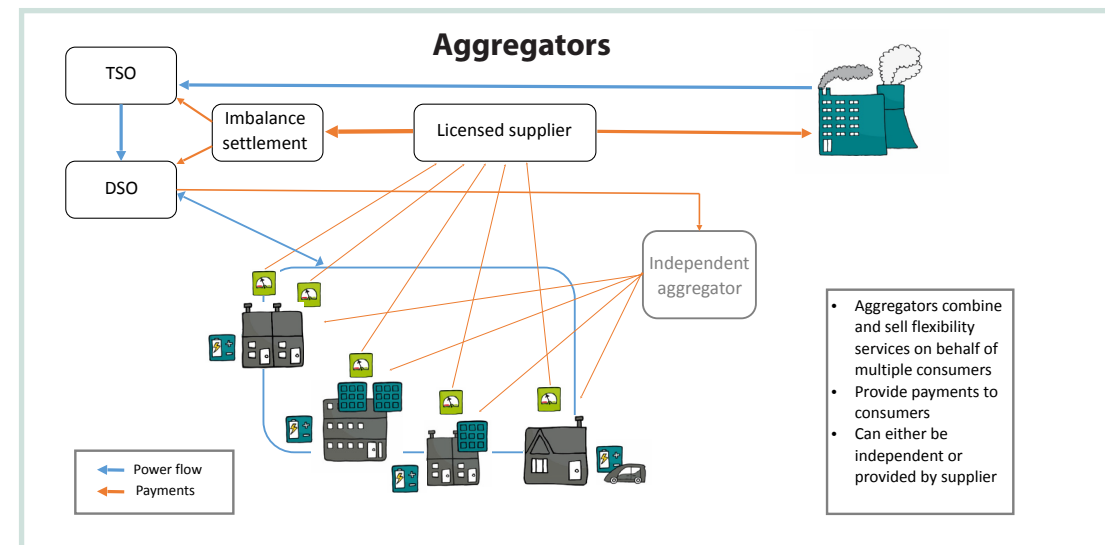 Aggregators
TSO
Imbalance
settlement
Licensed supplier
DSO
Independent
aggregator
• Aggregators combine
and sell flexibility
services on behalf of
multiple consumers
• Provide payments to
consumers
• Can either be
independent or
provided by supplier
Power flow
Payments